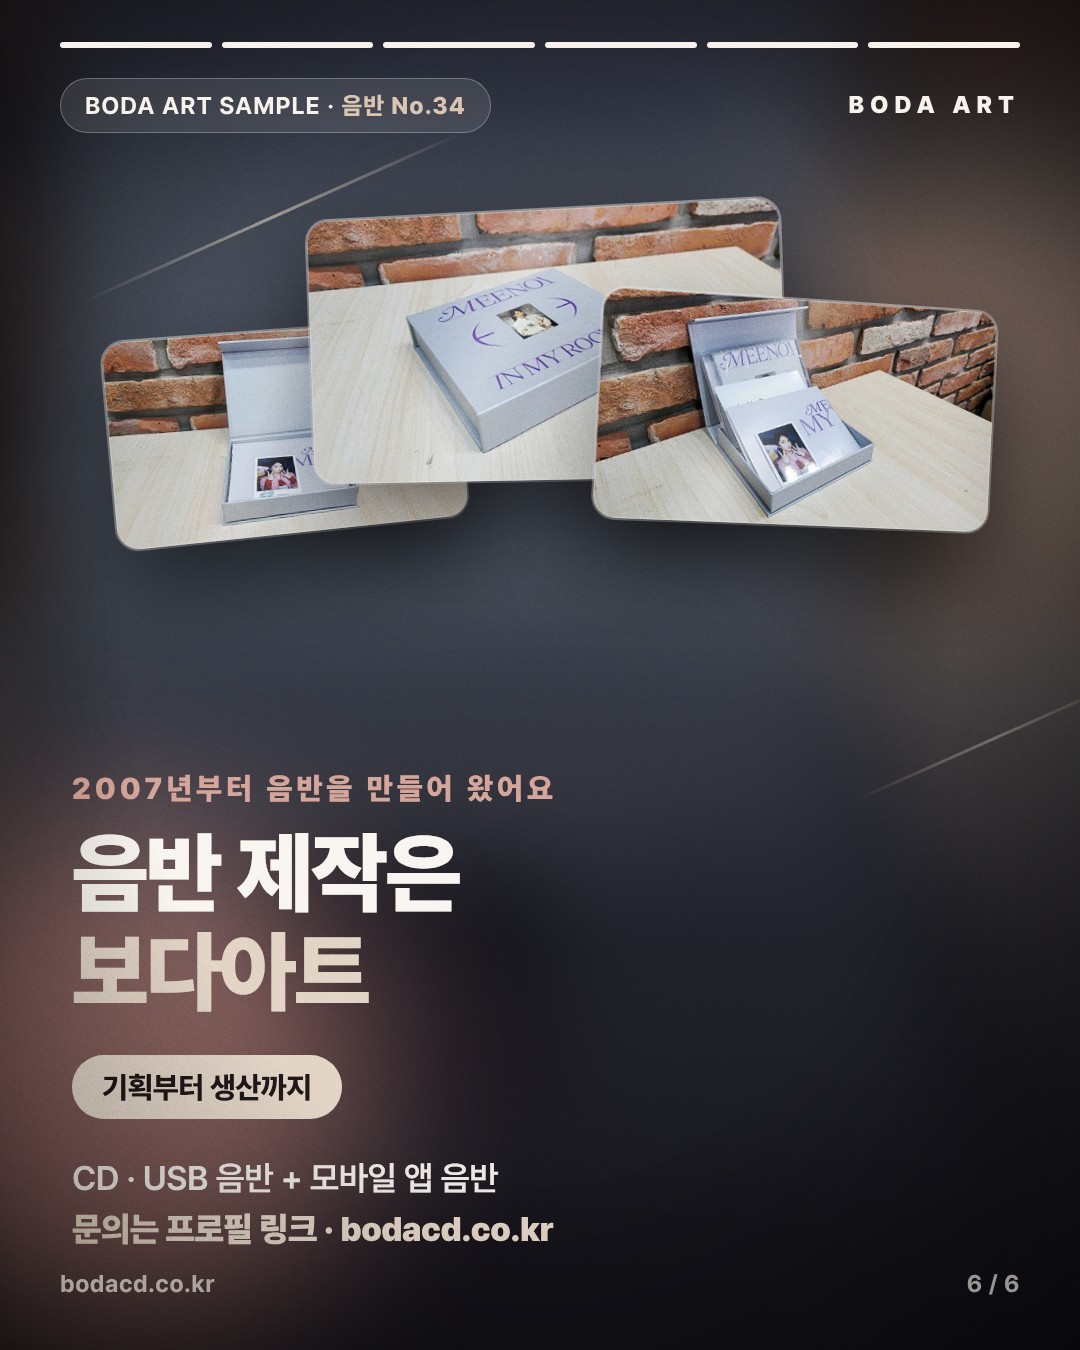 BODA ART SAMPLE · 음반 No.34
BODA ART
MEENOI
IN MY ROO
MEENOI
ME
MY
M
2007년부터 음반을 만들어 왔어요
음반 제작은
보다아트
기획부터 생산까지
CD · USB 음반 + 모바일 앱 음반
문의는 프로필 링크 · bodacd.co.kr
bodacd.co.kr
6 / 6